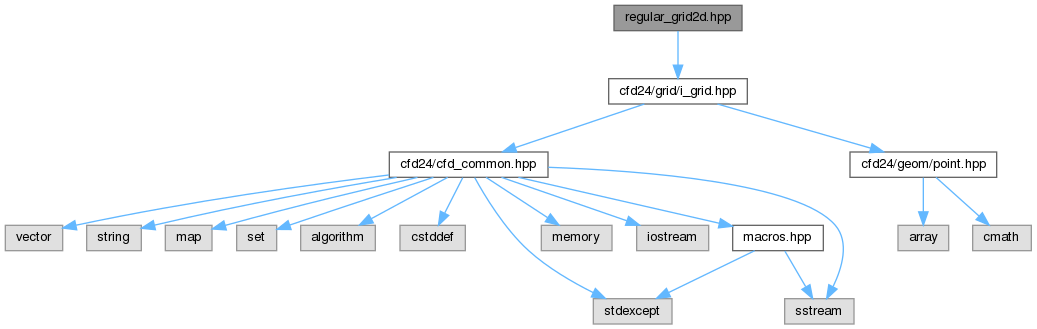 regular_grid2d.hpp
cfd24/grid/i_grid.hpp
cfd24/cfd_common.hpp
cfd24/geom/point.hpp
vector
string
map
set
algorithm
cstddef
memory
iostream
macros.hpp
array
cmath
stdexcept
sstream